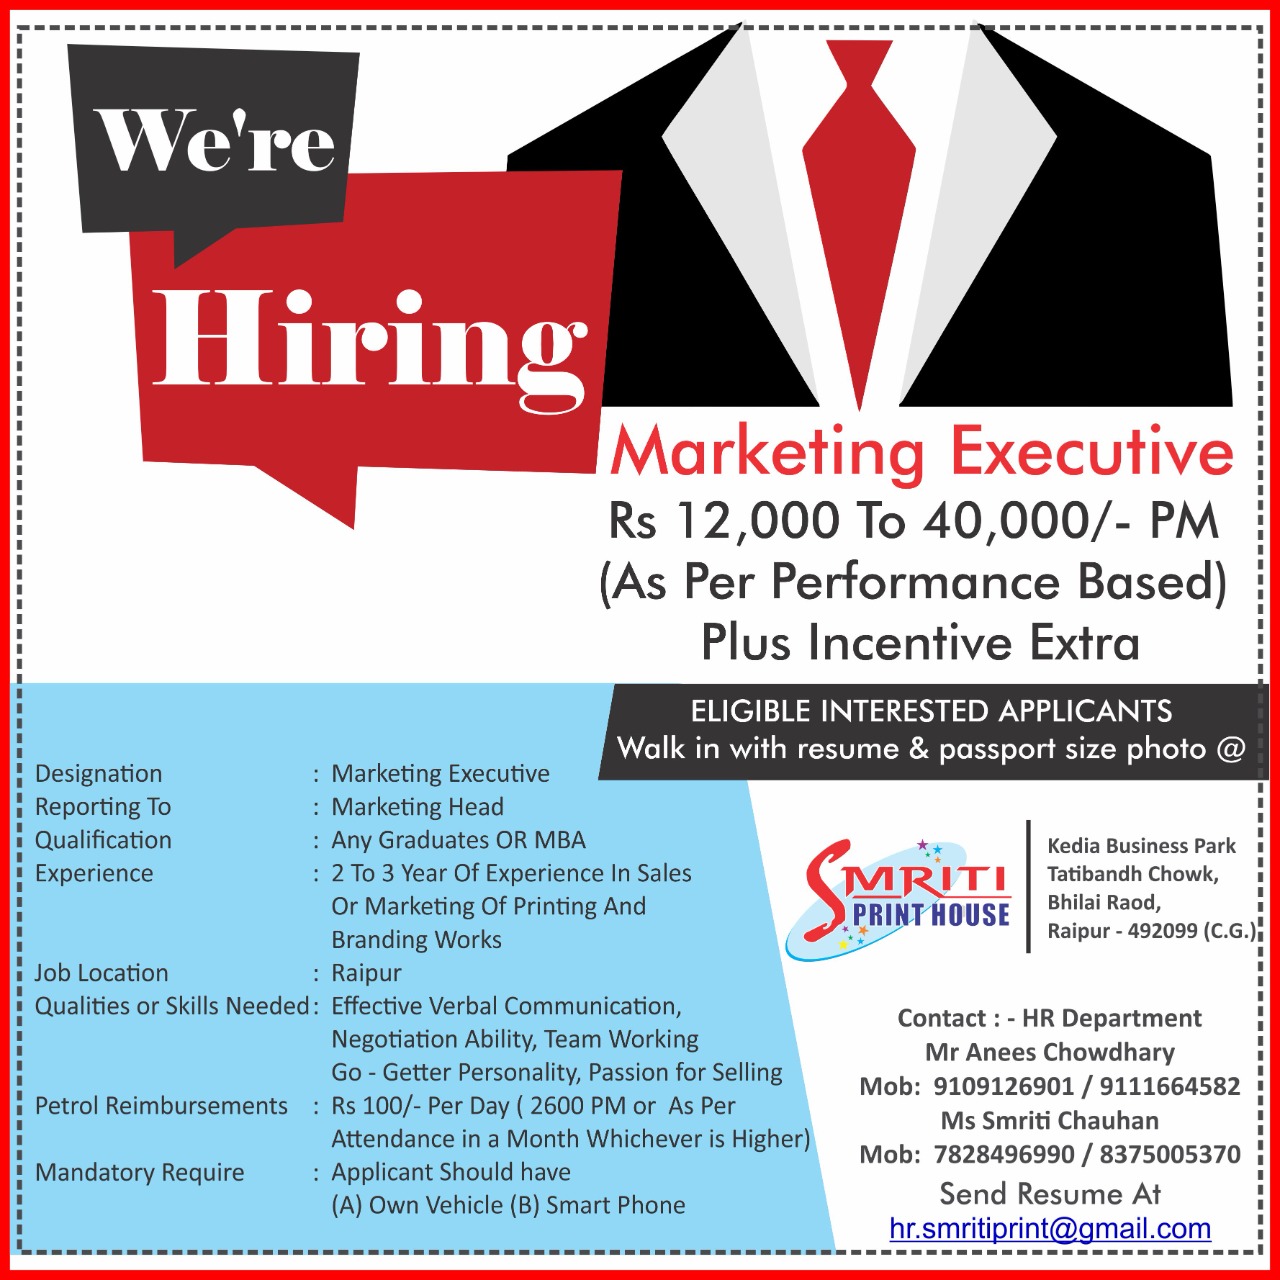 We're
Hiring
Marketing Executive
Rs 12,000 To 40,000/- PM
(As Per Performance Based)
Plus Incentive Extra
ELIGIBLE INTERESTED APPLICANTS
Walk in with resume & passport size photo @
Designation : Marketing Executive
Reporting To : Marketing Head
Qualification : Any Graduates OR MBA
Experience : 2 To 3 Year Of Experience In Sales
Or Marketing Of Printing And
Branding Works
Job Location : Raipur
Qualities or Skills Needed : Effective Verbal Communication,
Negotiation Ability, Team Working
Go - Getter Personality, Passion for Selling
Petrol Reimbursements : Rs 100/- Per Day ( 2600 PM or As Per
Attendance in a Month Whichever is Higher)
Mandatory Require : Applicant Should have
(A) Own Vehicle (B) Smart Phone
SMRITI
PRINT HOUSE
Kedia Business Park
Tatibandh Chowk,
Bhilai Raod,
Raipur - 492099 (C.G.)
Contact : - HR Department
Mr Anees Chowdhary
Mob: 9109126901 / 9111664582
Ms Smriti Chauhan
Mob: 7828496990 / 8375005370
Send Resume At
hr.smritiprint@gmail.com